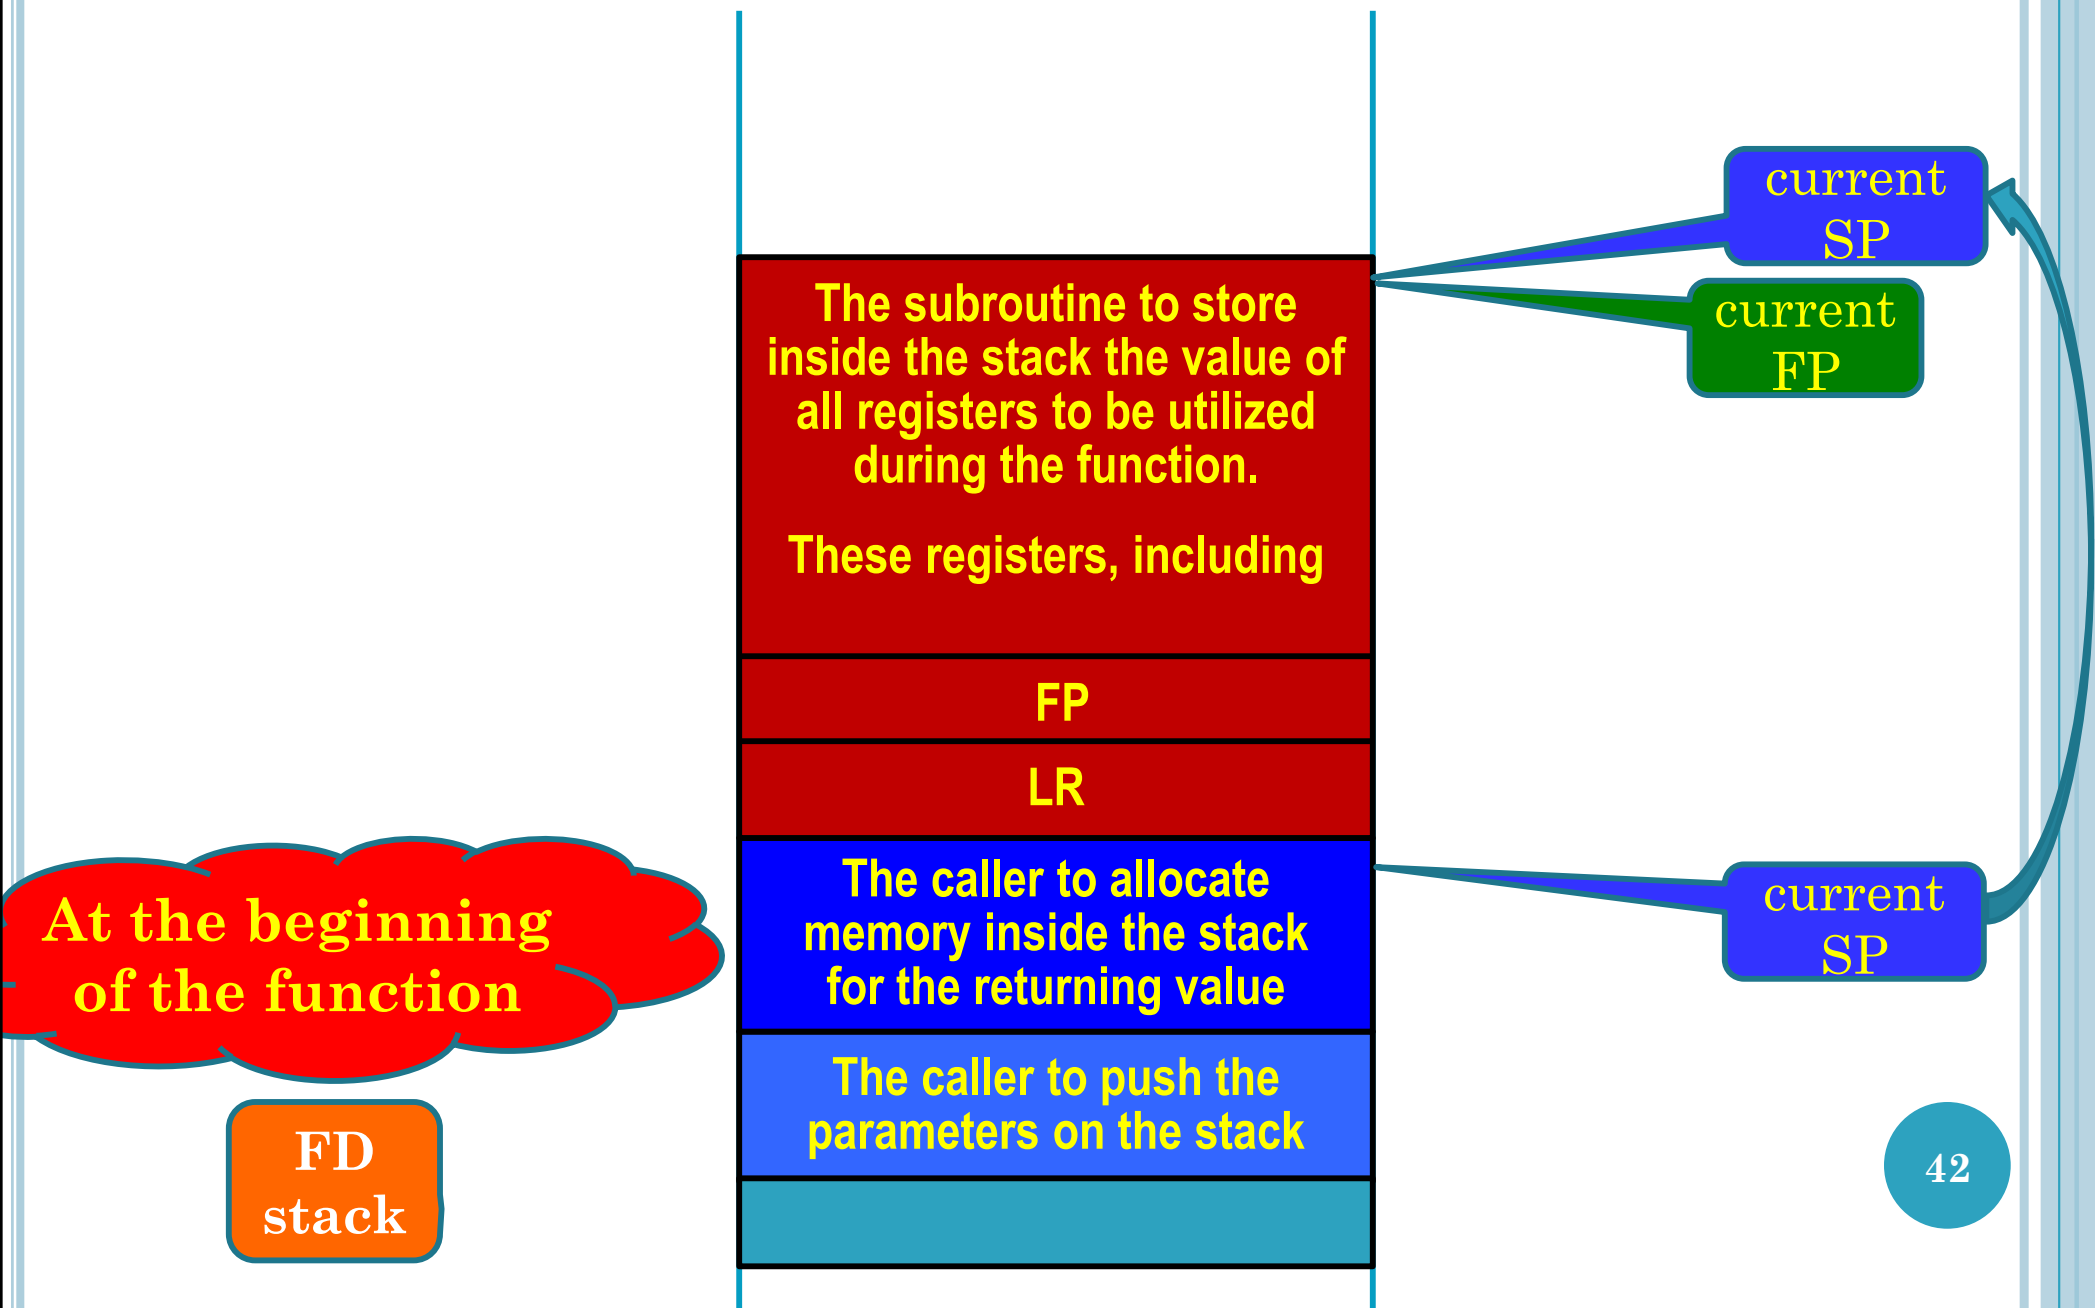 current
SP
current
FP
The subroutine to store
inside the stack the value of
all registers to be utilized
during the function.
These registers, including
FP
LR
The caller to allocate
memory inside the stack
for the returning value
current
SP
At the beginning
of the function
The caller to push the
parameters on the stack
FD
stack
42